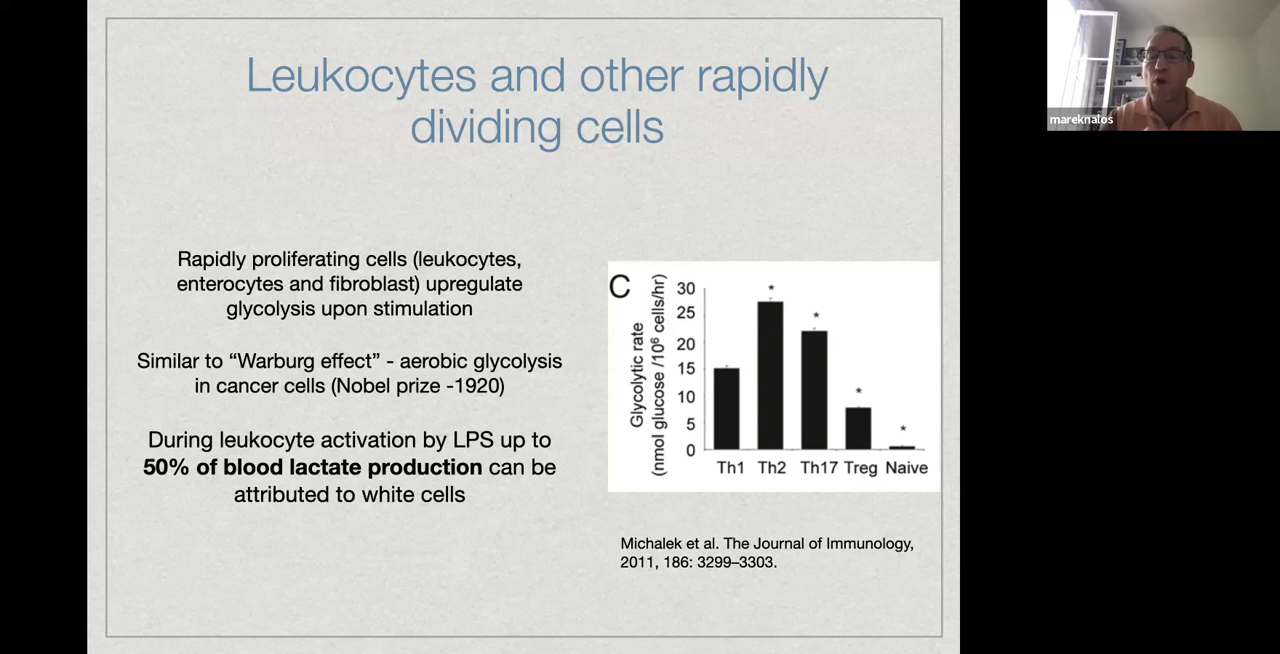 Leukocytes and other rapidly
dividing cells
Rapidly proliferating cells (leukocytes,
enterocytes and fibroblast) upregulate
glycolysis upon stimulation
Similar to “Warburg effect” - aerobic glycolysis
in cancer cells (Nobel prize -1920)
During leukocyte activation by LPS up to
50% of blood lactate production can be
attributed to white cells
C
Glycolytic rate
(nmol glucose /10⁶ cells/hr)
30
25
20
15
10
5
0
*
*
*
*
Th1 Th2 Th17 Treg Naive
Michalek et al. The Journal of Immunology,
2011, 186: 3299–3303.
mareknalos